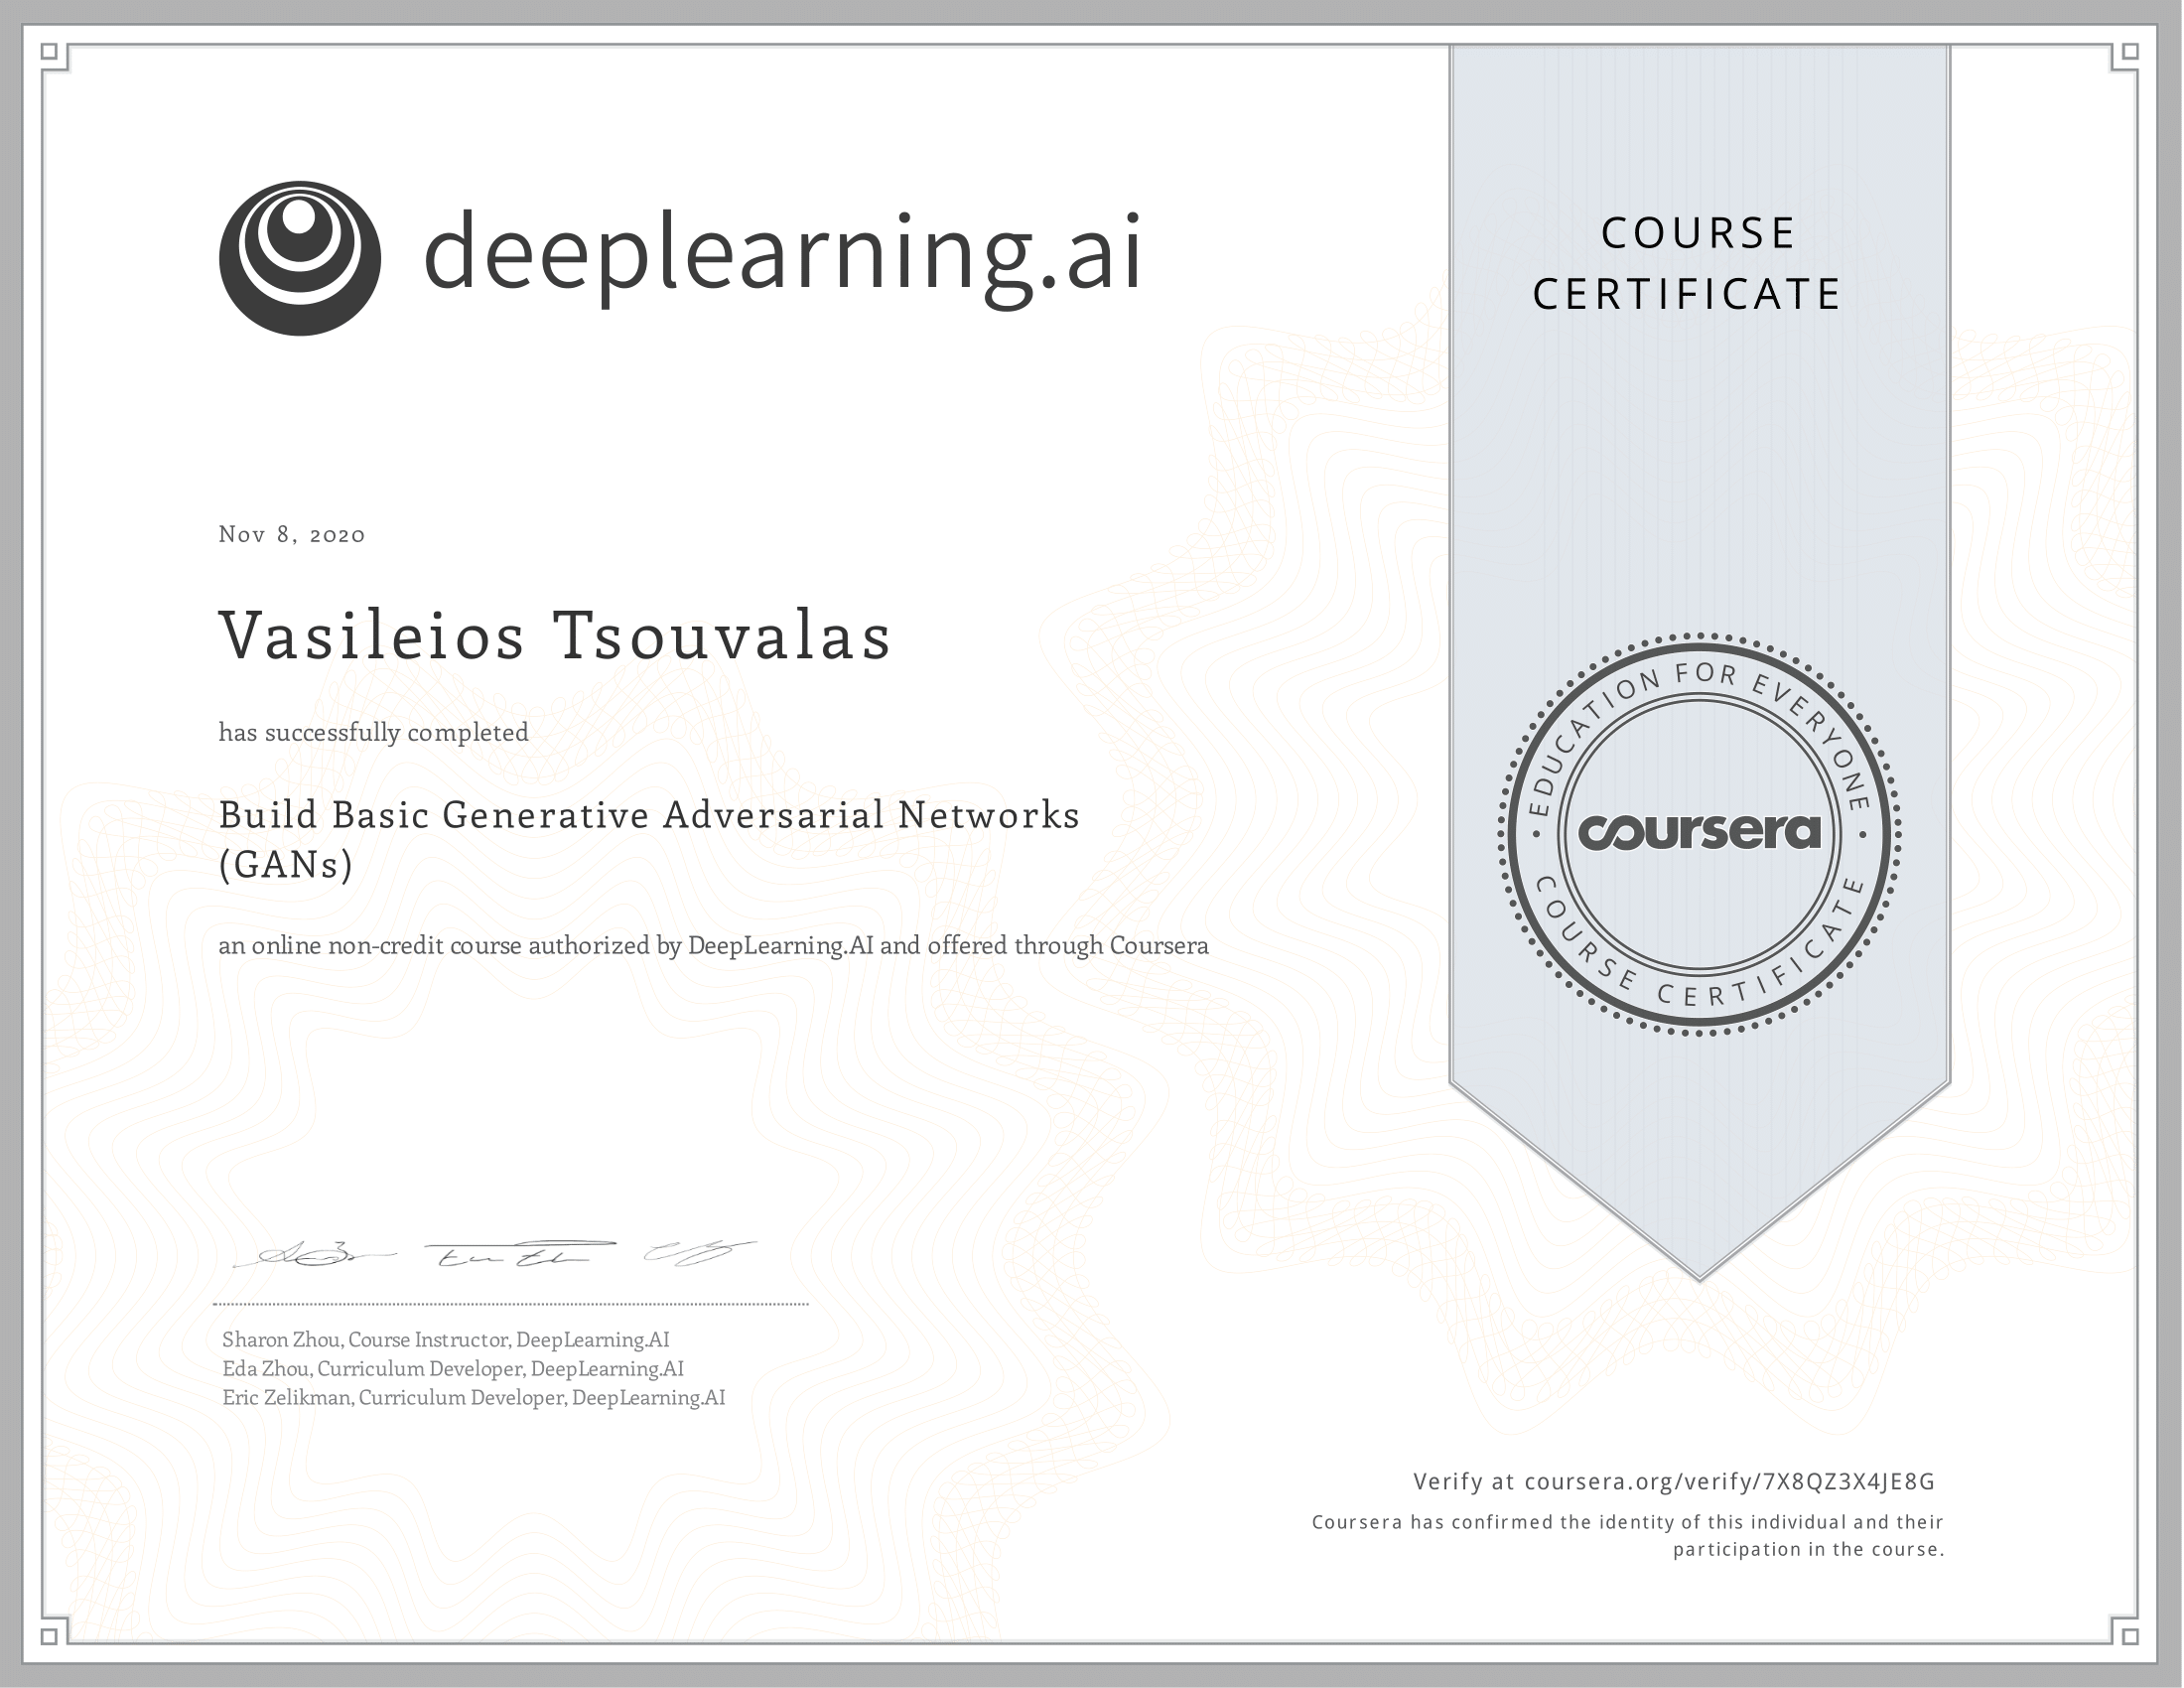 deeplearning.ai
COURSE
CERTIFICATE
Nov 8, 2020
Vasileios Tsouvalas
has successfully completed
Build Basic Generative Adversarial Networks
(GANs)
an online non-credit course authorized by DeepLearning.AI and offered through Coursera
EDUCATION FOR EVERYONE
coursera
COURSE CERTIFICATE
Sharon Zhou, Course Instructor, DeepLearning.AI
Eda Zhou, Curriculum Developer, DeepLearning.AI
Eric Zelikman, Curriculum Developer, DeepLearning.AI
Verify at coursera.org/verify/7X8QZ3X4JE8G
Coursera has confirmed the identity of this individual and their
participation in the course.